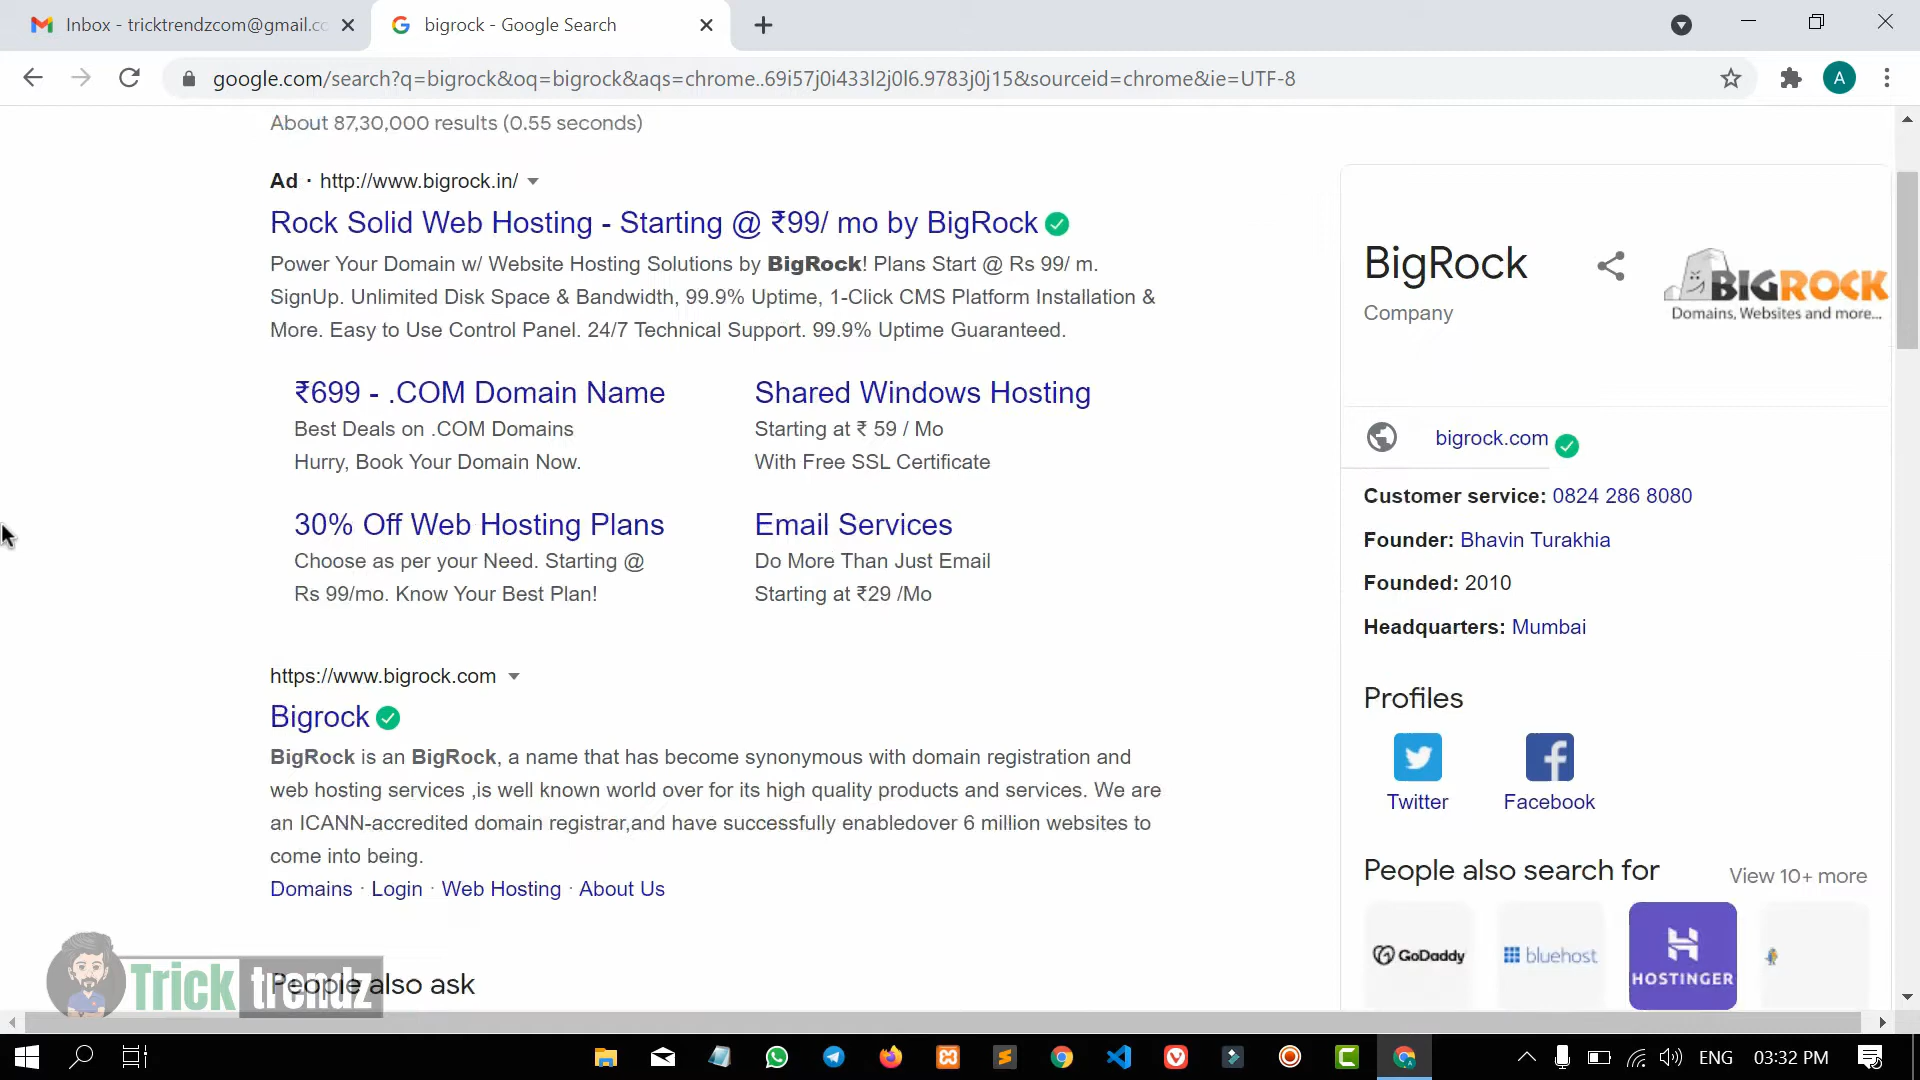 Inbox - tricktrendzcom@gmail.cc
bigrock - Google Search
google.com/search?q=bigrock&oq=bigrock&aqs=chrome..69i57j0i433l2j0l6.9783j0j15&sourceid=chrome&ie=UTF-8
A
About 87,30,000 results (0.55 seconds)
Ad · http://www.bigrock.in/
Rock Solid Web Hosting - Starting @ ₹99/ mo by BigRock
Power Your Domain w/ Website Hosting Solutions by BigRock! Plans Start @ Rs 99/ m.
SignUp. Unlimited Disk Space & Bandwidth, 99.9% Uptime, 1-Click CMS Platform Installation &
More. Easy to Use Control Panel. 24/7 Technical Support. 99.9% Uptime Guaranteed.
₹699 - .COM Domain Name
Best Deals on .COM Domains
Hurry, Book Your Domain Now.
Shared Windows Hosting
Starting at ₹ 59 / Mo
With Free SSL Certificate
30% Off Web Hosting Plans
Choose as per your Need. Starting @
Rs 99/mo. Know Your Best Plan!
Email Services
Do More Than Just Email
Starting at ₹29 /Mo
https://www.bigrock.com
Bigrock
BigRock is an BigRock, a name that has become synonymous with domain registration and
web hosting services ,is well known world over for its high quality products and services. We are
an ICANN-accredited domain registrar,and have successfully enabledover 6 million websites to
come into being.
Domains · Login · Web Hosting · About Us
People also ask
Trick trendz
BigRock
Company
BIGROCK
Domains, Websites and more...
bigrock.com
Customer service: 0824 286 8080
Founder: Bhavin Turakhia
Founded: 2010
Headquarters: Mumbai
Profiles
Twitter
Facebook
People also search for
View 10+ more
GoDaddy
bluehost
HOSTINGER
ENG
03:32 PM